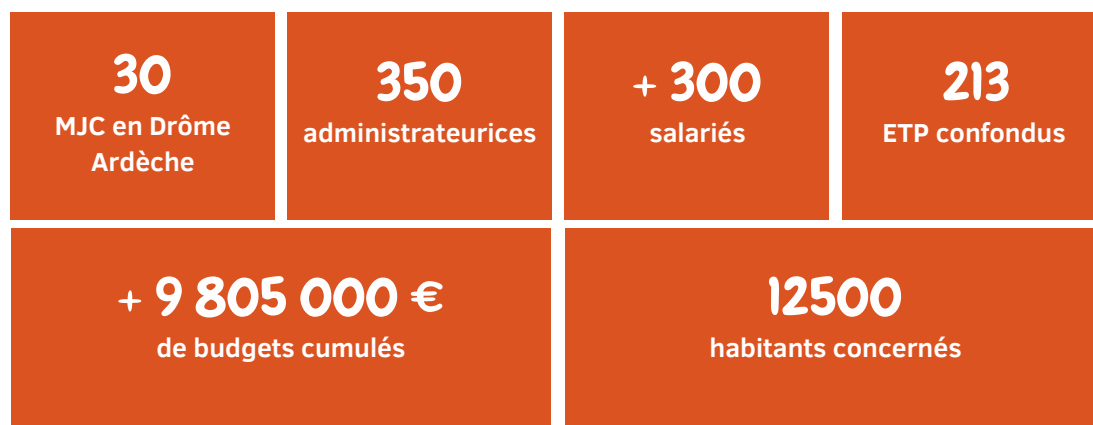 30
MJC en Drôme
Ardèche
350
administrateurices
+ 300
salariés
213
ETP confondus
+ 9 805 000 €
de budgets cumulés
12500
habitants concernés